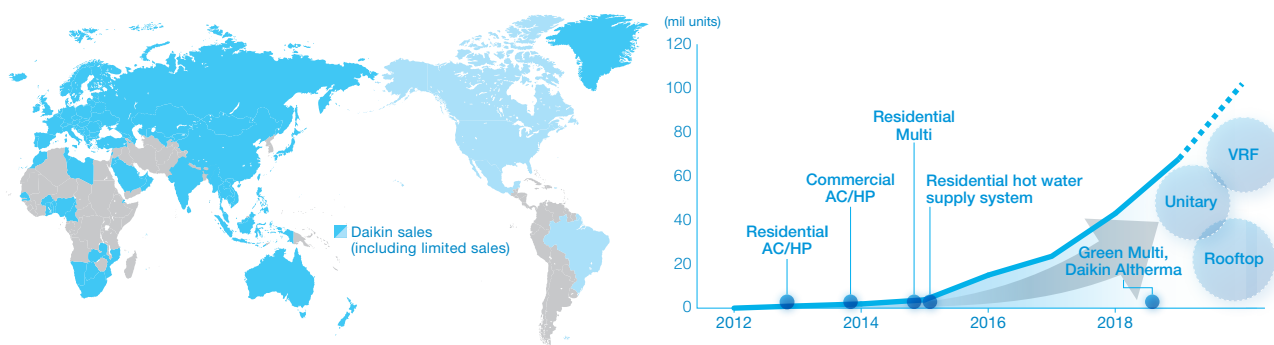 Daikin sales
(including limited sales)
(mil units)
120
100
80
60
40
20
0
2012
2014
2016
2018
Residential
AC/HP
Commercial
AC/HP
Residential
Multi
Residential hot water
supply system
Green Multi,
Daikin Altherma
VRF
Unitary
Rooftop